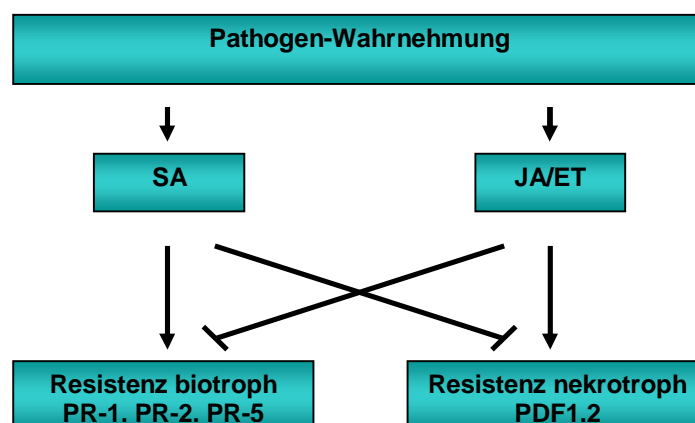 Pathogen-Wahrnehmung
SA
JA/ET
Resistenz biotroph
PR-1, PR-2, PR-5
Resistenz nekrotroph
PDF1.2